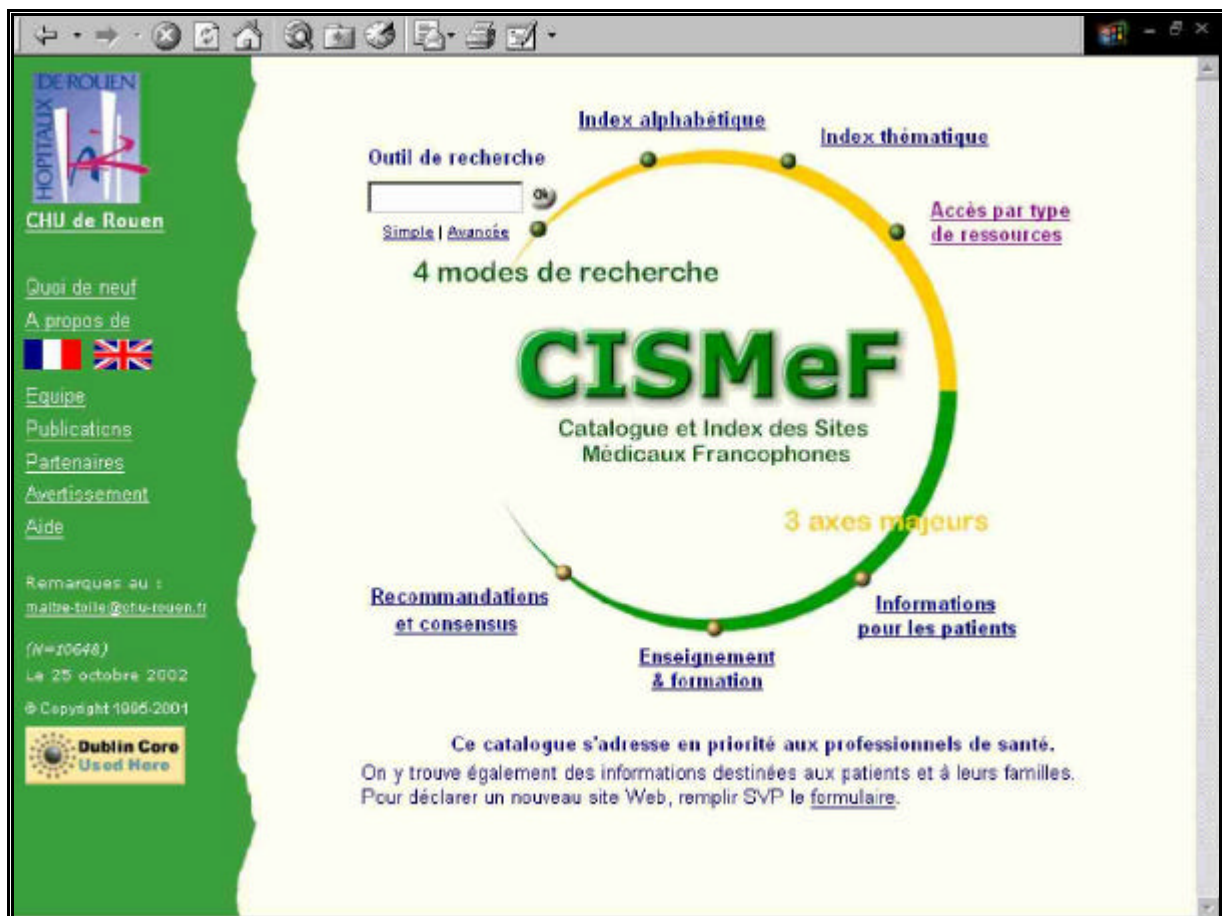 DE ROUEN
HOPITAUX
CHU de Rouen
Quoi de neuf
A propos de
Equipe
Publications
Partenaires
Avertissement
Aide
Remarques au :
maitre-toile@chu-rouen.fr
(N=10648)
Le 25 octobre 2002
© Copyright 1995-2001
Dublin Core
Used Here
Index alphabétique
Index thématique
Outil de recherche
Ok
Simple | Avancée
Accès par type
de ressources
4 modes de recherche
CISMeF
Catalogue et Index des Sites
Médicaux Francophones
3 axes majeurs
Recommandations
et consensus
Informations
pour les patients
Enseignement
& formation
Ce catalogue s'adresse en priorité aux professionnels de santé.
On y trouve également des informations destinées aux patients et à leurs familles.
Pour déclarer un nouveau site Web, remplir SVP le formulaire.